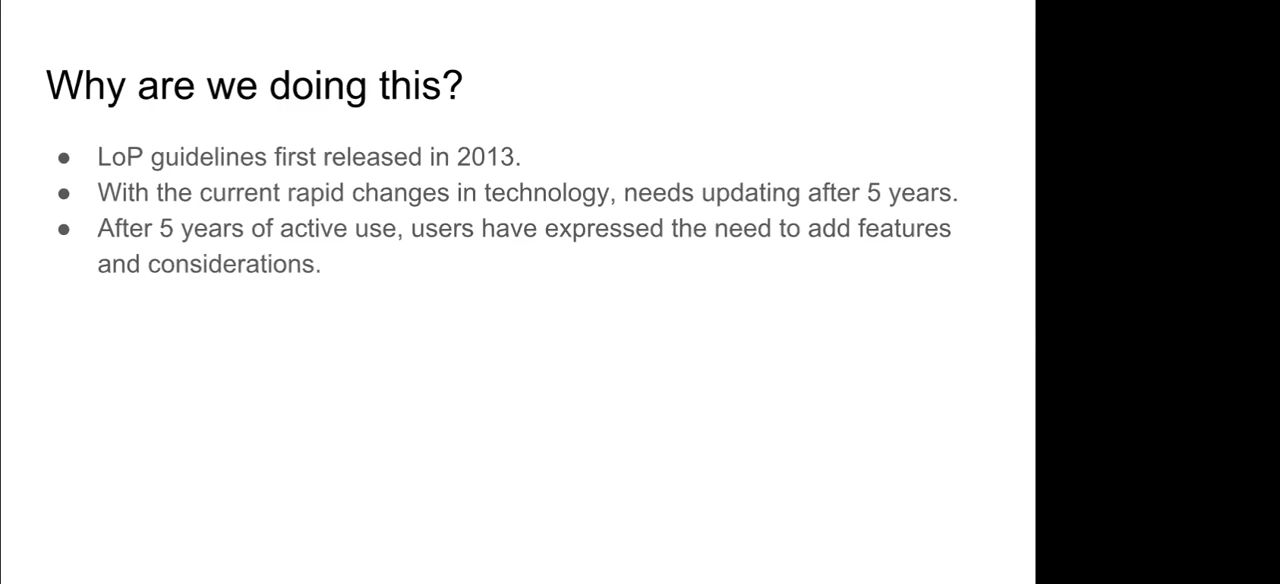 Why are we doing this?
● LoP guidelines first released in 2013.
● With the current rapid changes in technology, needs updating after 5 years.
● After 5 years of active use, users have expressed the need to add features
and considerations.